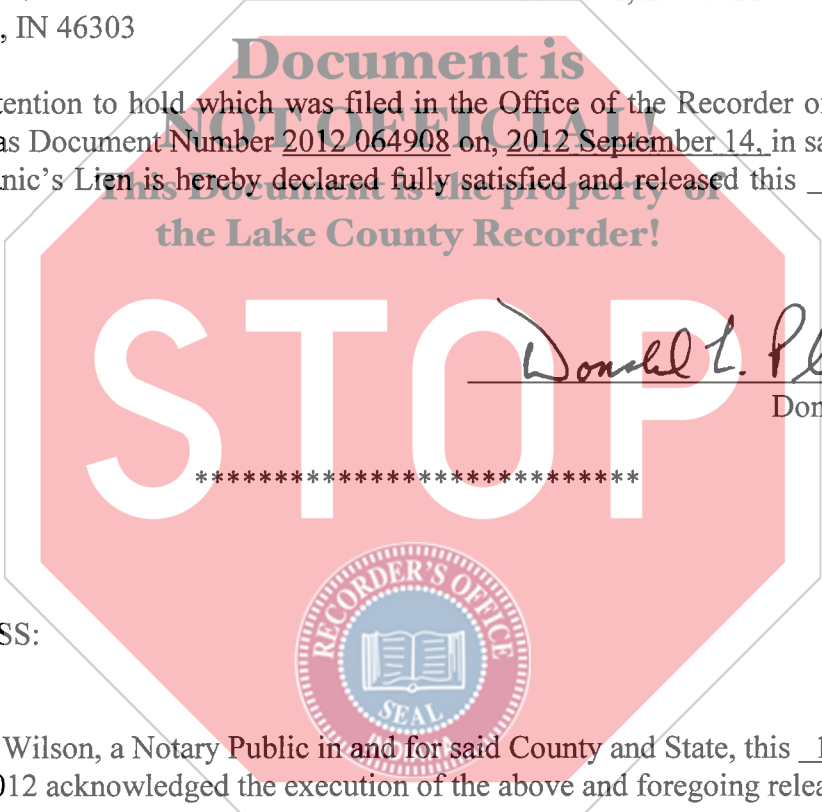 , IN 46303
Document is
tention to hold which was filed in the Office of the Recorder o
NOT OFFICIAL!
as Document Number 2012 064908 on, 2012 September 14, in sa
nic's Lien is hereby declared fully satisfied and released this
This Document is the property of
the Lake County Recorder!
STOP
Donald L. Pl
Don
****************************
RECORDER'S OFFICE
SEAL
INDIANA
SS:
Wilson, a Notary Public in and for said County and State, this 1
012 acknowledged the execution of the above and foregoing relea